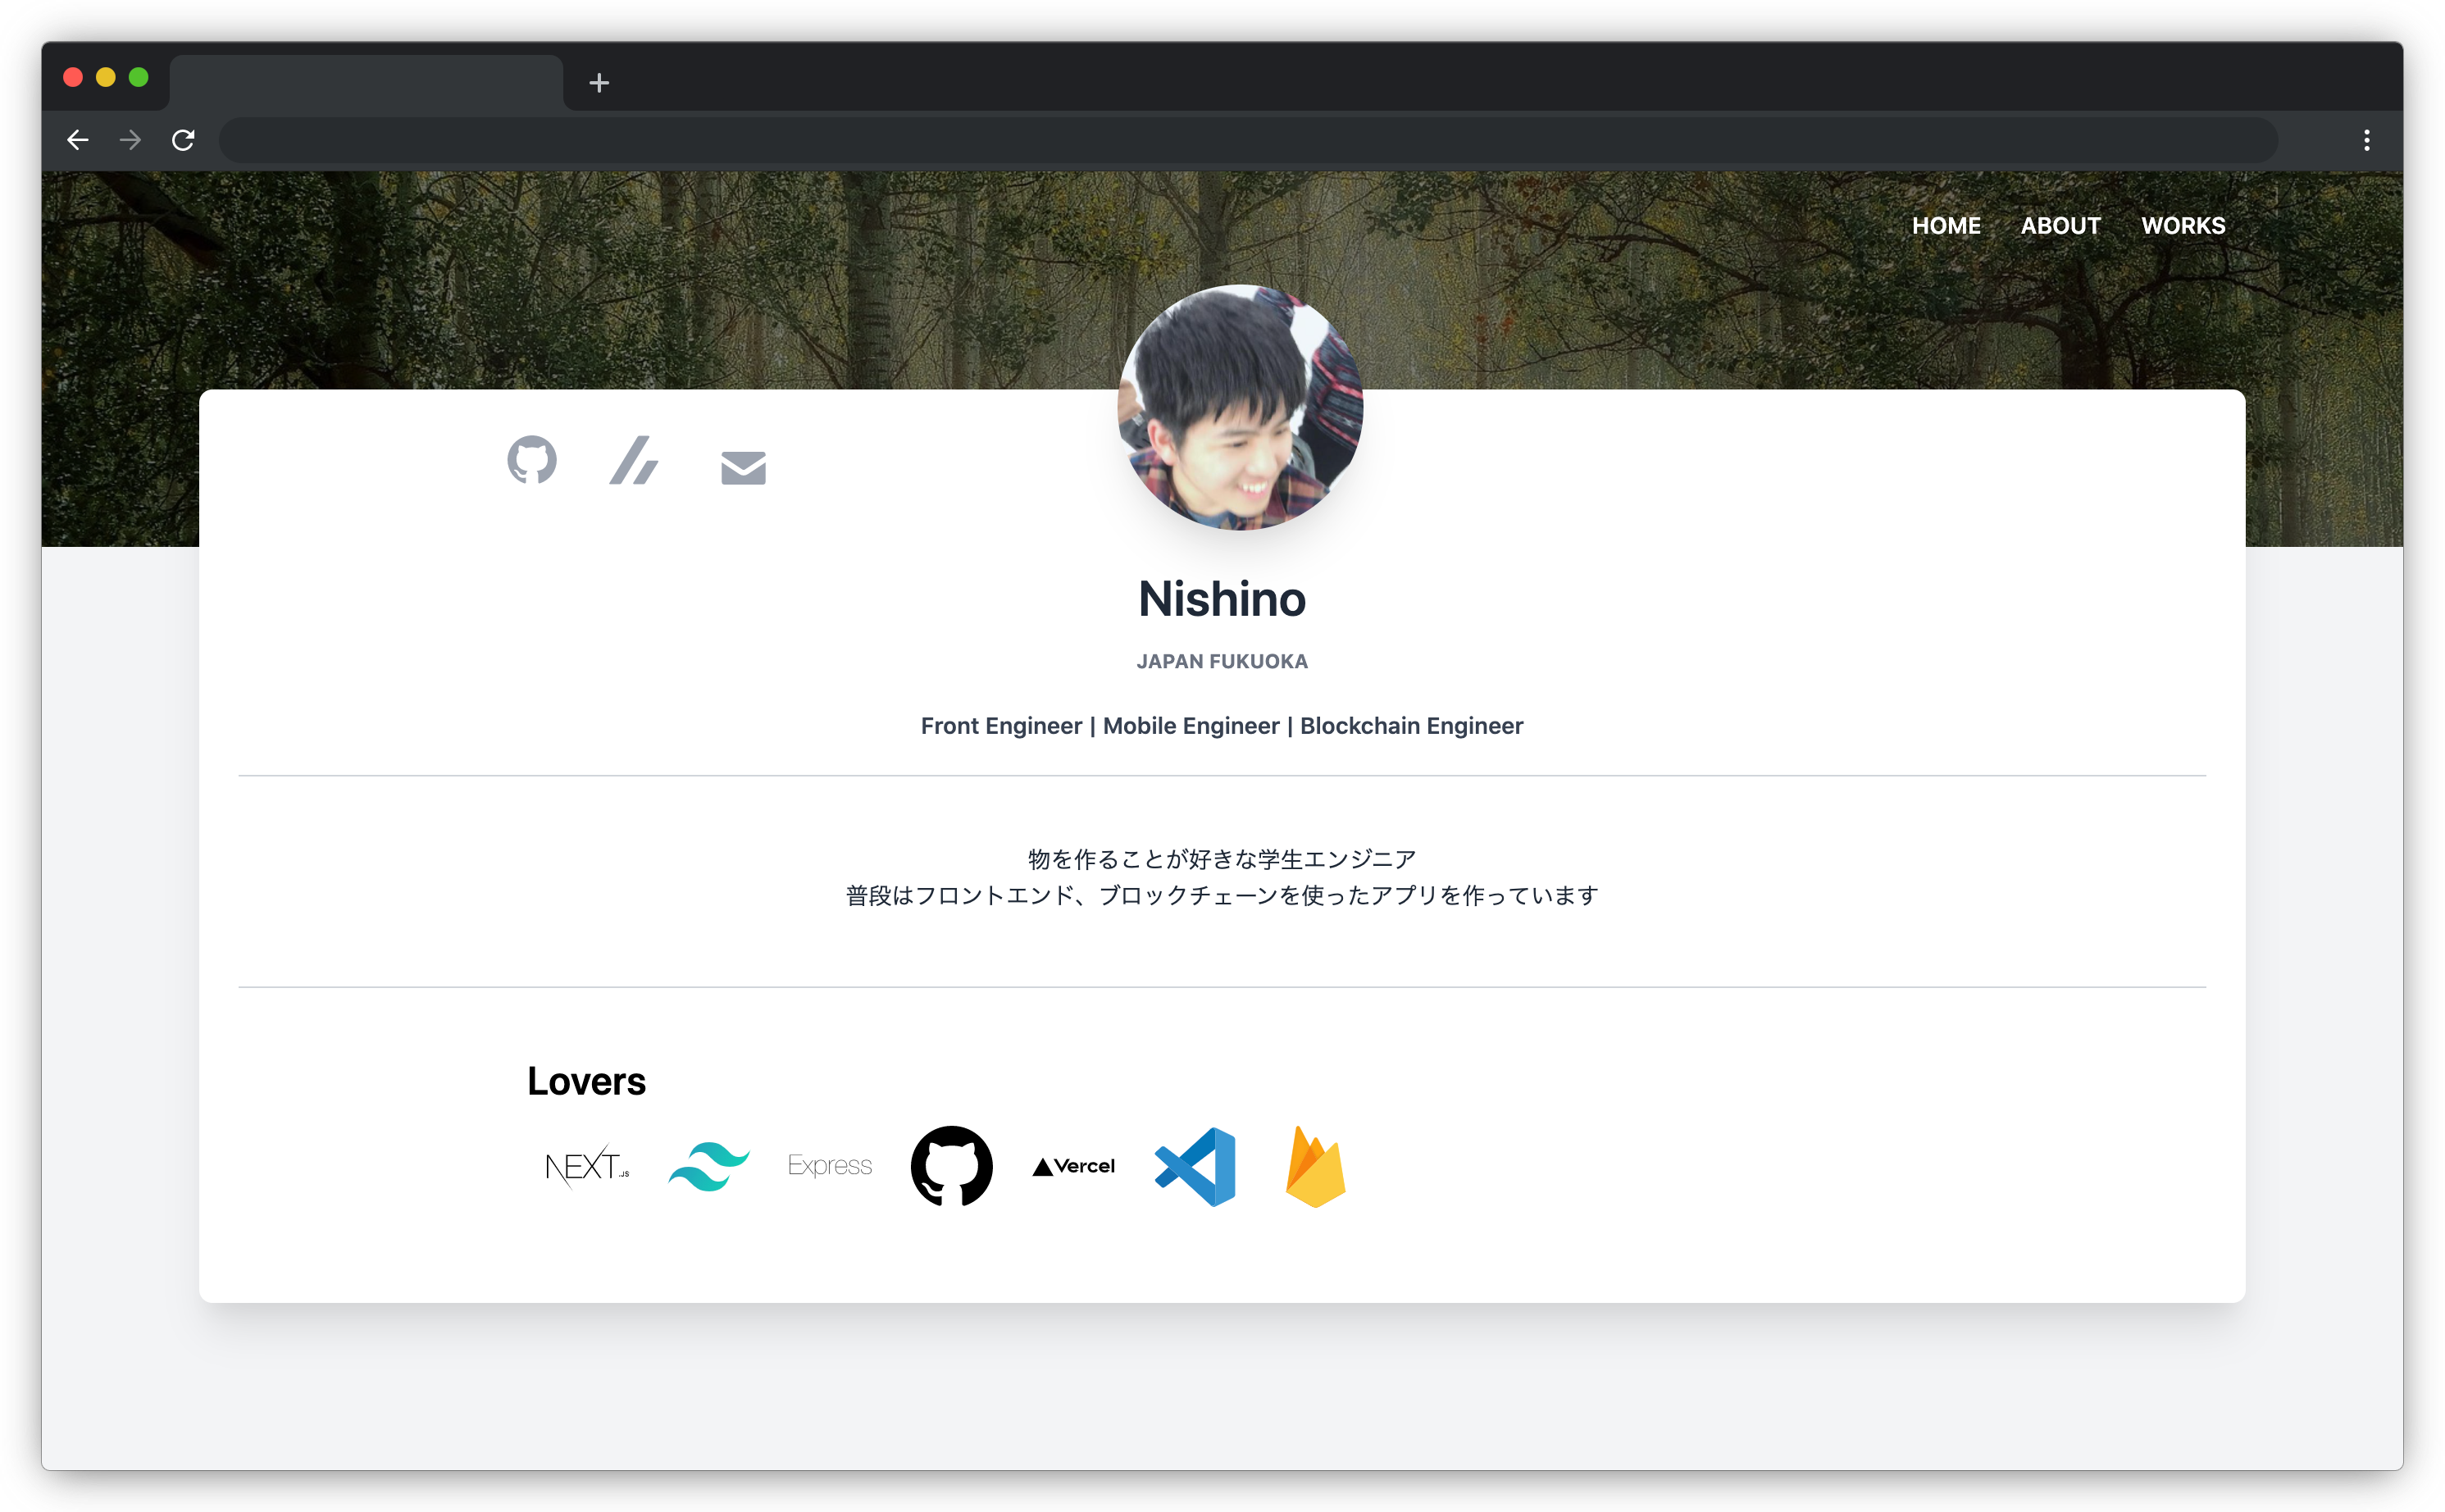 HOME ABOUT WORKS
Nishino
JAPAN FUKUOKA
Front Engineer | Mobile Engineer | Blockchain Engineer
物を作ることが好きな学生エンジニア
普段はフロントエンド、ブロックチェーンを使ったアプリを作っています
Lovers
NEXT.JS Express Vercel